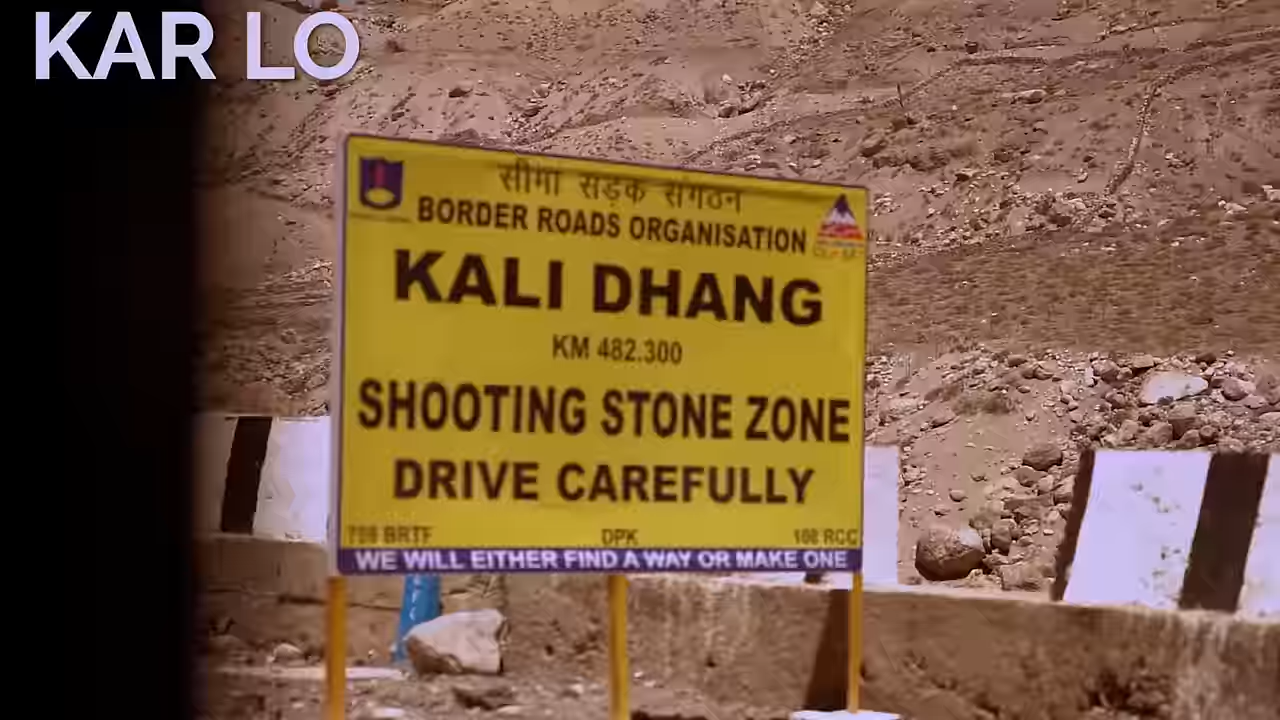 KAR LO
सीमा सड़क संगठन
BORDER ROADS ORGANISATION
KALI DHANG
KM 482.300
SHOOTING STONE ZONE
DRIVE CAREFULLY
BRTF DPK RCC
WE WILL EITHER FIND A WAY OR MAKE ONE